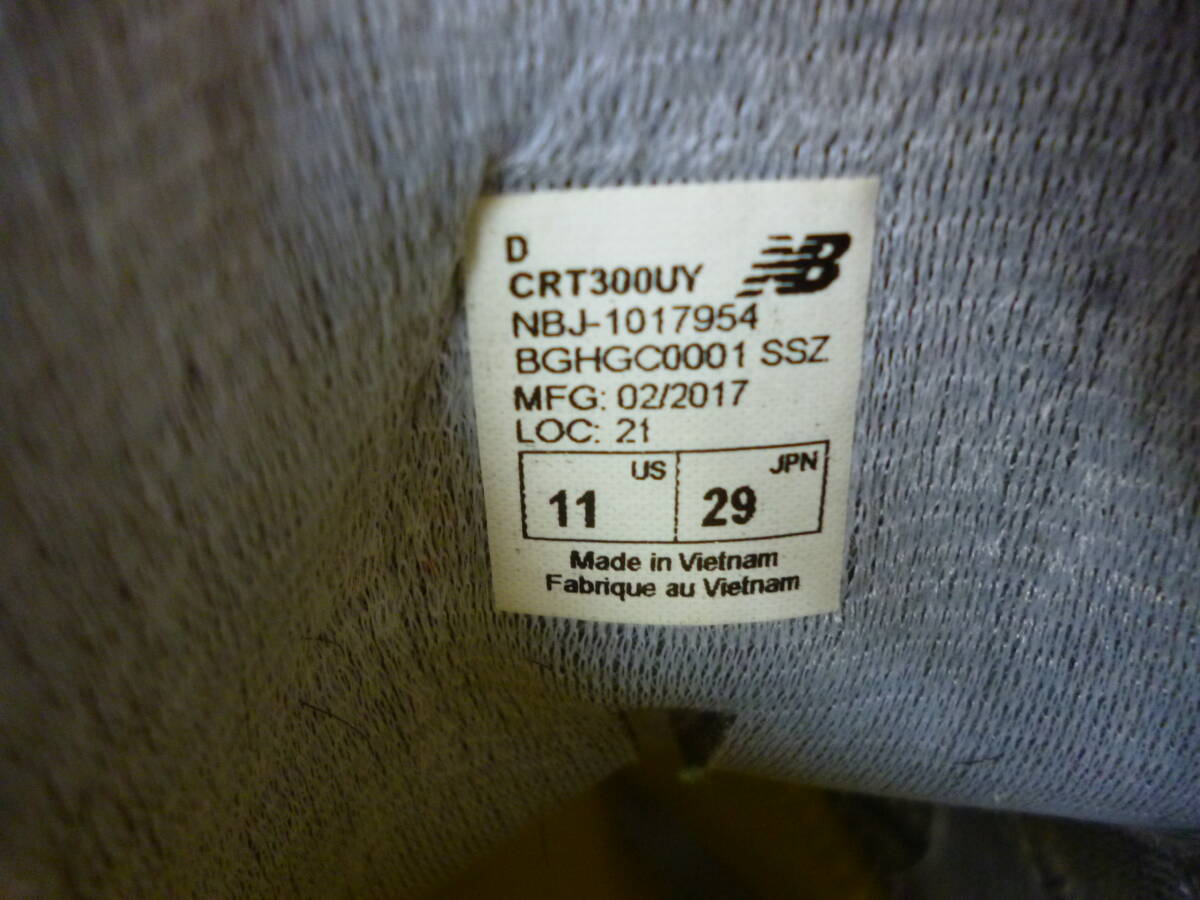 D
CRT300UY NB
NBJ-1017954
BGHGC0001 SSZ
MFG: 02/2017
LOC: 21
US JPN
11 29
Made in Vietnam
Fabrique au Vietnam